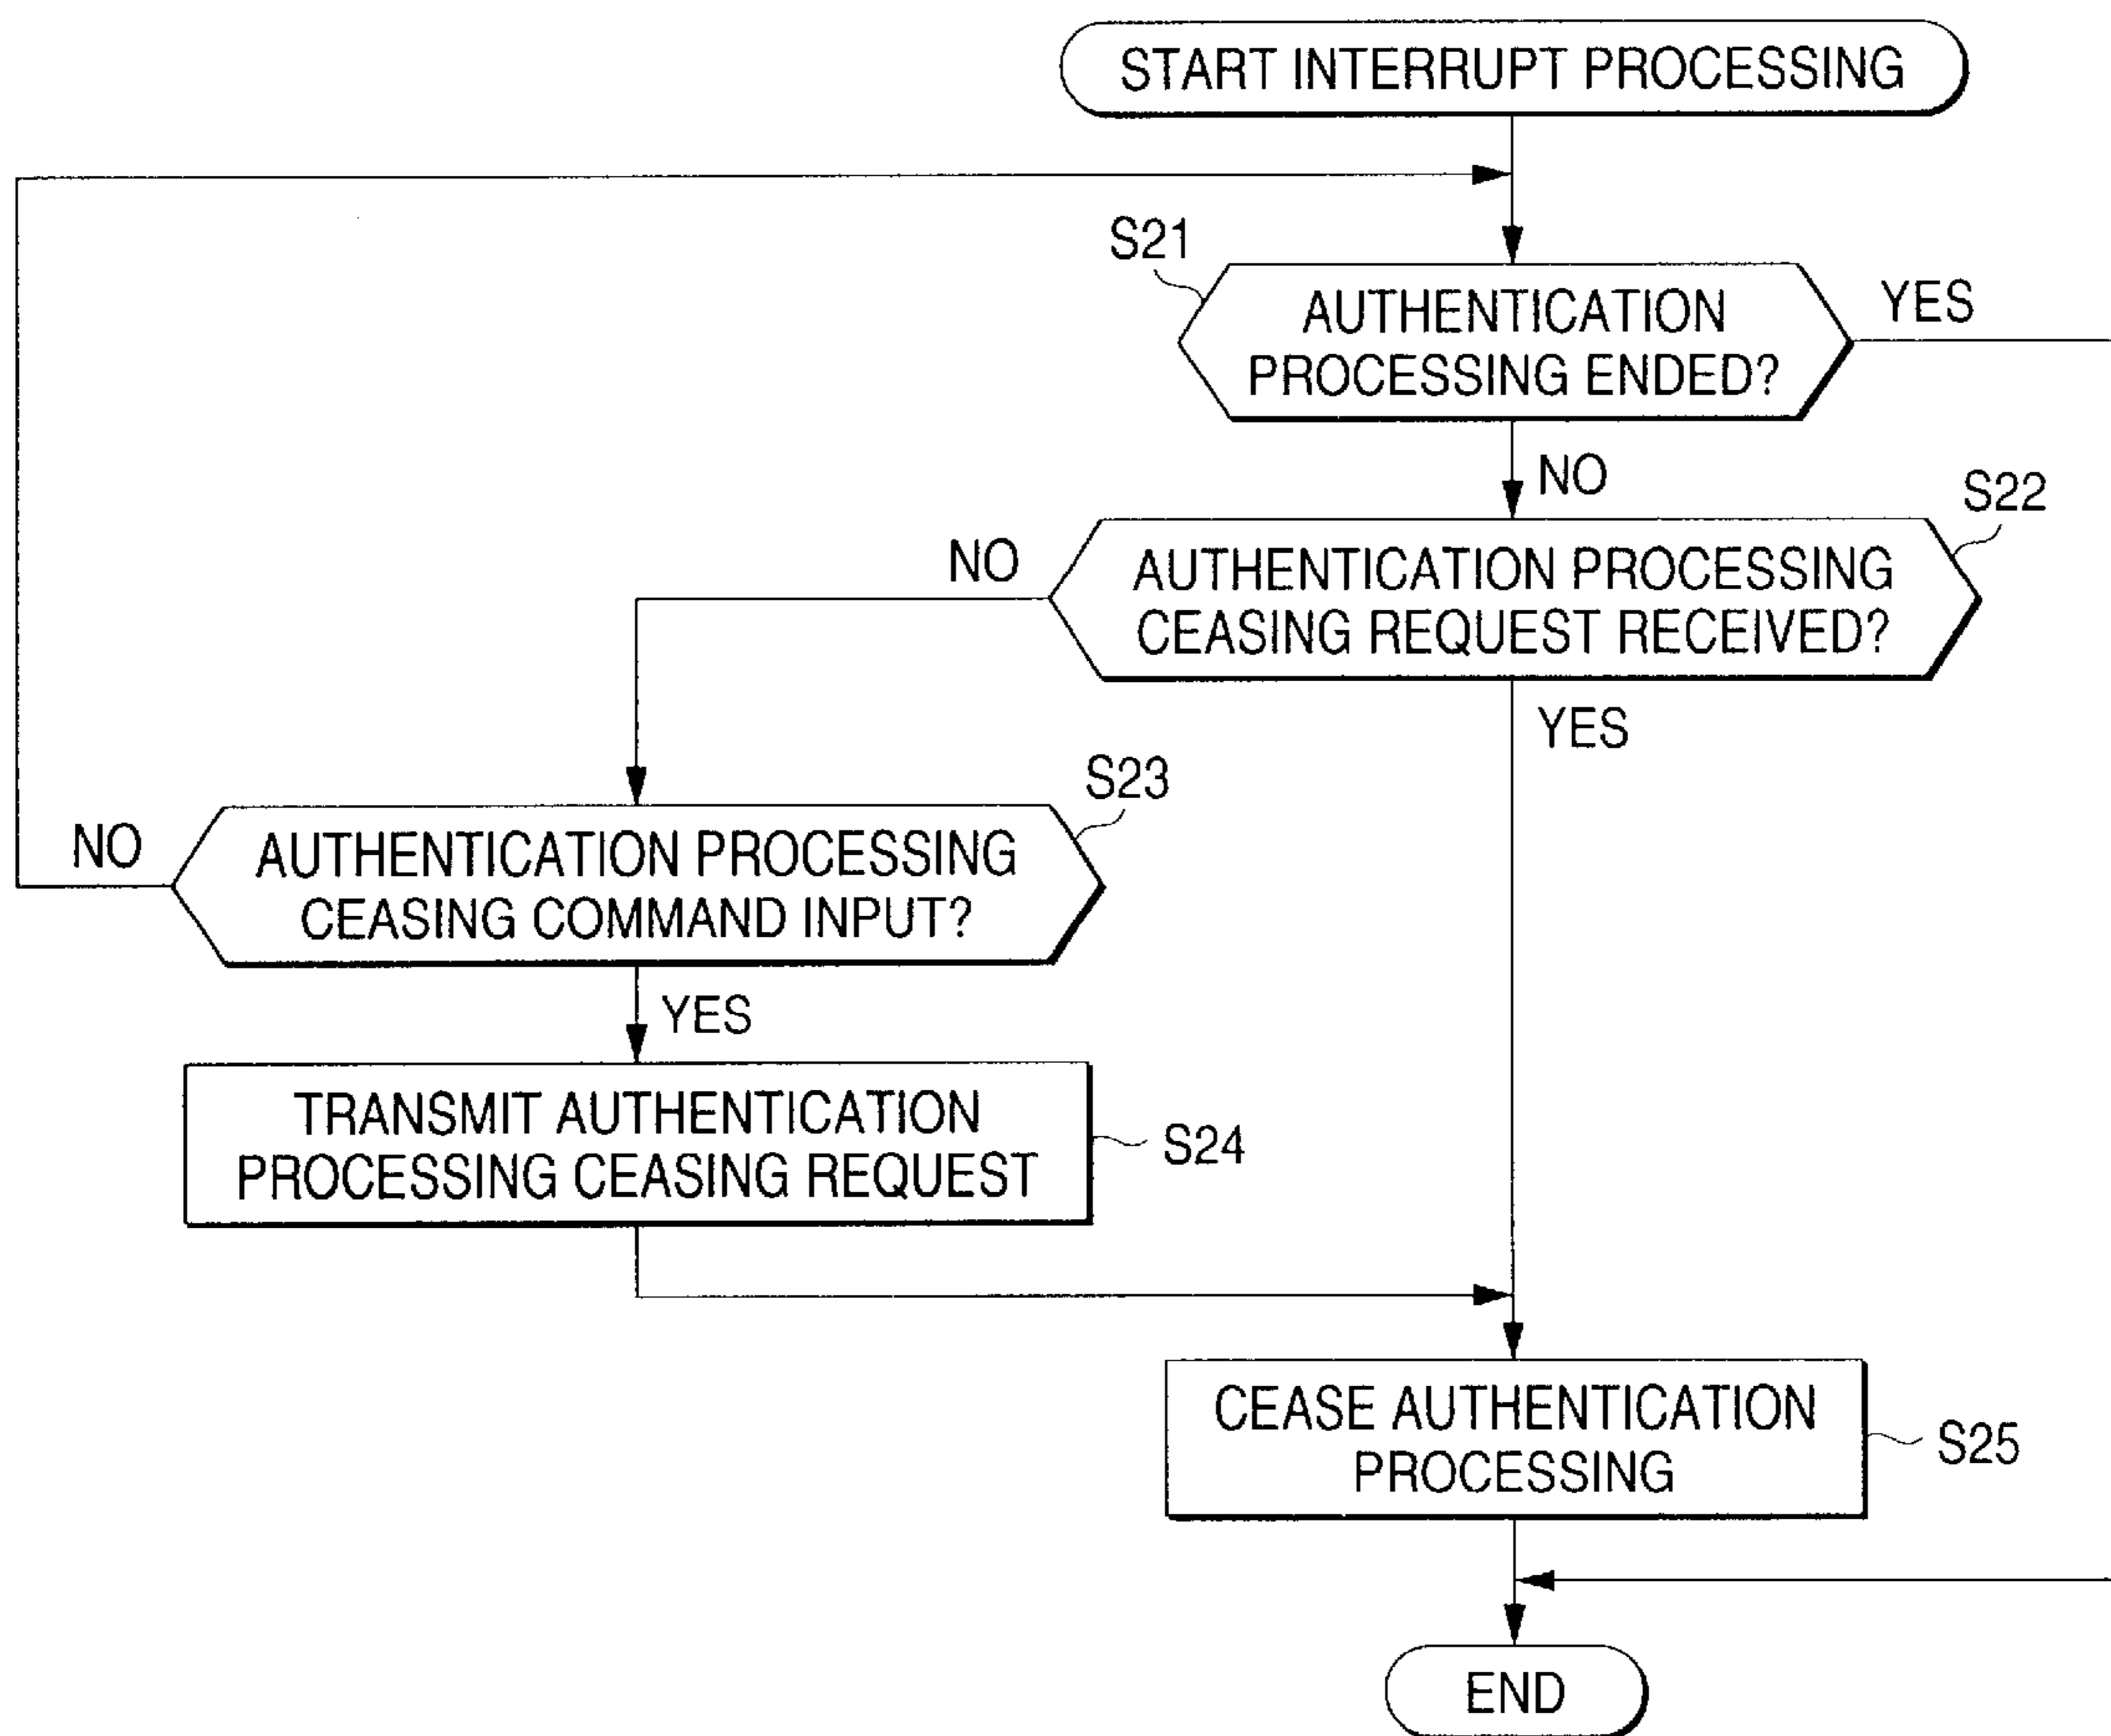 START INTERRUPT PROCESSING
S21
AUTHENTICATION
PROCESSING ENDED?
YES
NO
S22
NO
AUTHENTICATION PROCESSING
CEASING REQUEST RECEIVED?
YES
S23
NO
AUTHENTICATION PROCESSING
CEASING COMMAND INPUT?
YES
TRANSMIT AUTHENTICATION
PROCESSING CEASING REQUEST
S24
CEASE AUTHENTICATION
PROCESSING
S25
END